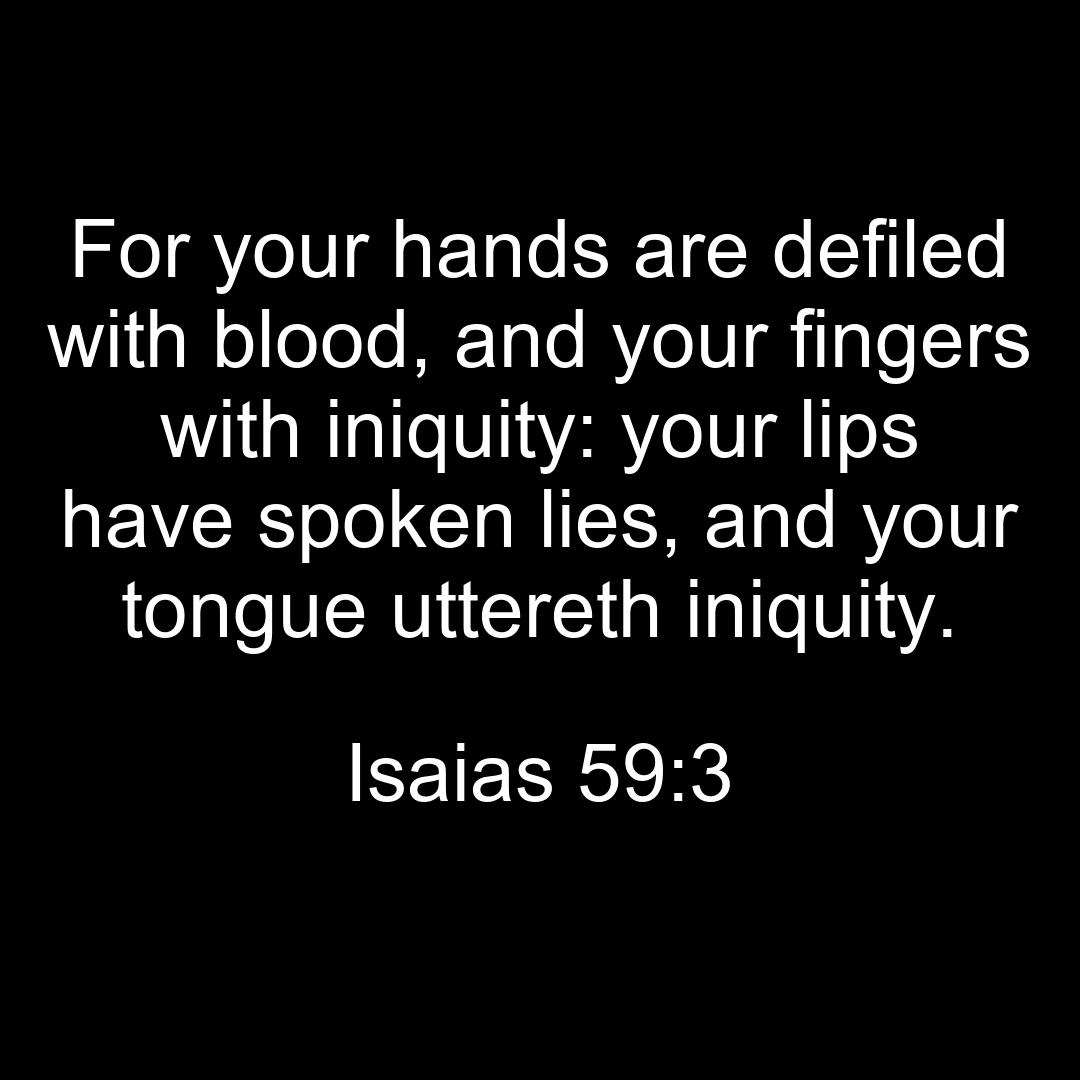 For your hands are defiled
with blood, and your fingers
with iniquity: your lips
have spoken lies, and your
tongue uttereth iniquity.
Isaias 59:3